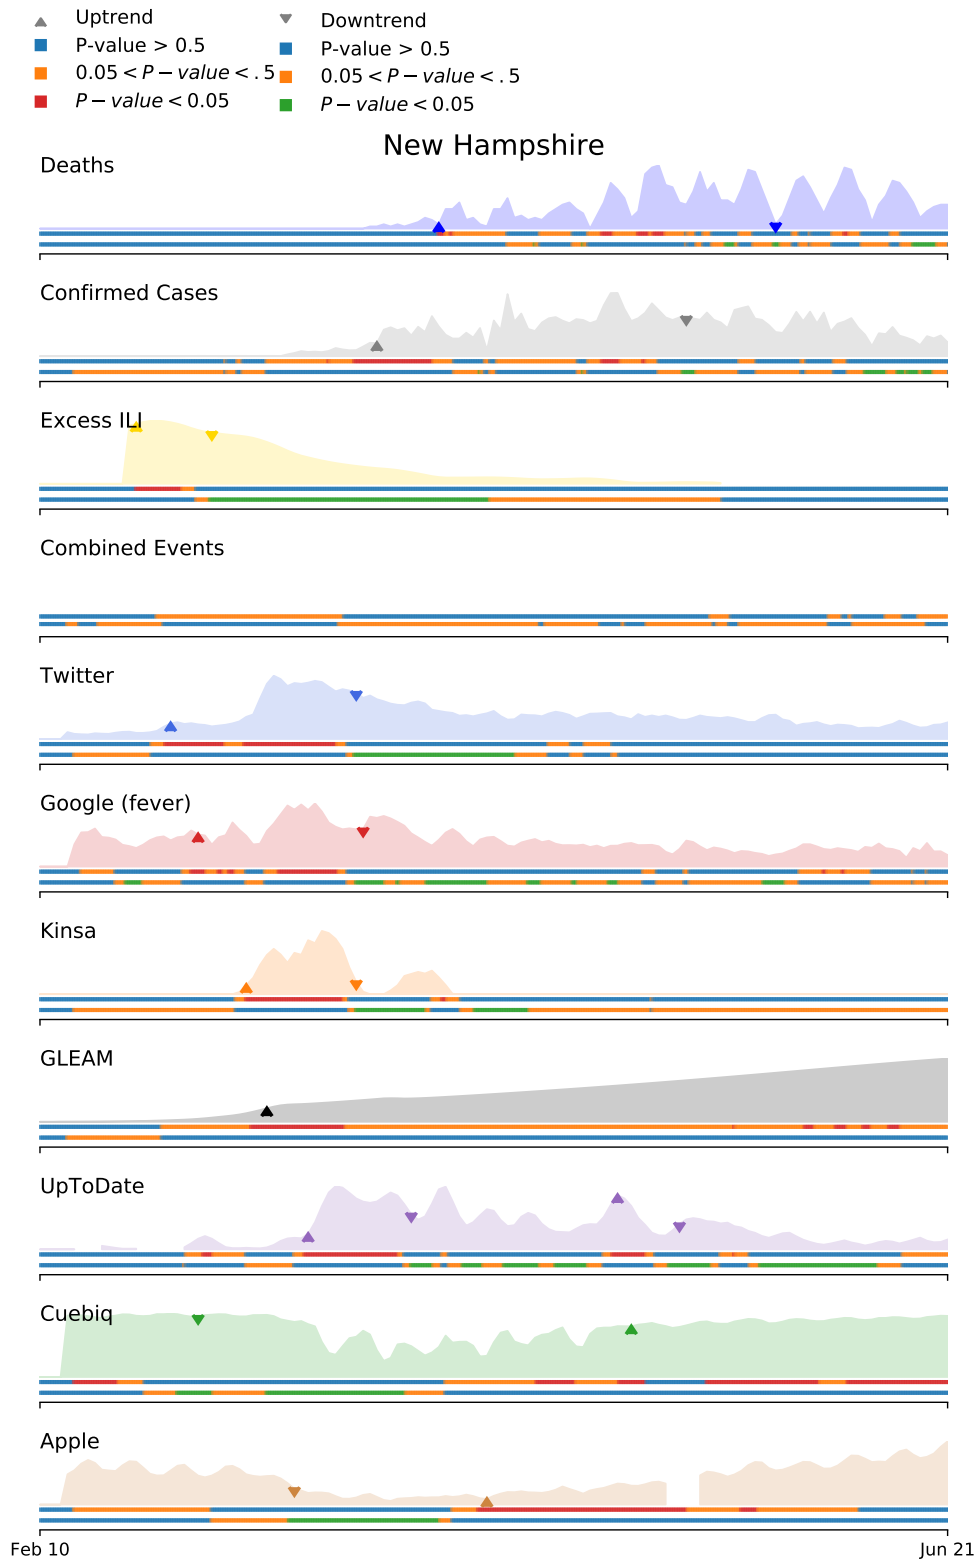 Uptrend
P-value > 0.5
0.05 < P − value < .5
P − value < 0.05
Downtrend
P-value > 0.5
0.05 < P − value < .5
P − value < 0.05
New Hampshire
Deaths
Confirmed Cases
Excess ILI
Combined Events
Twitter
Google (fever)
Kinsa
GLEAM
UpToDate
Cuebiq
Apple
Feb 10
Jun 21